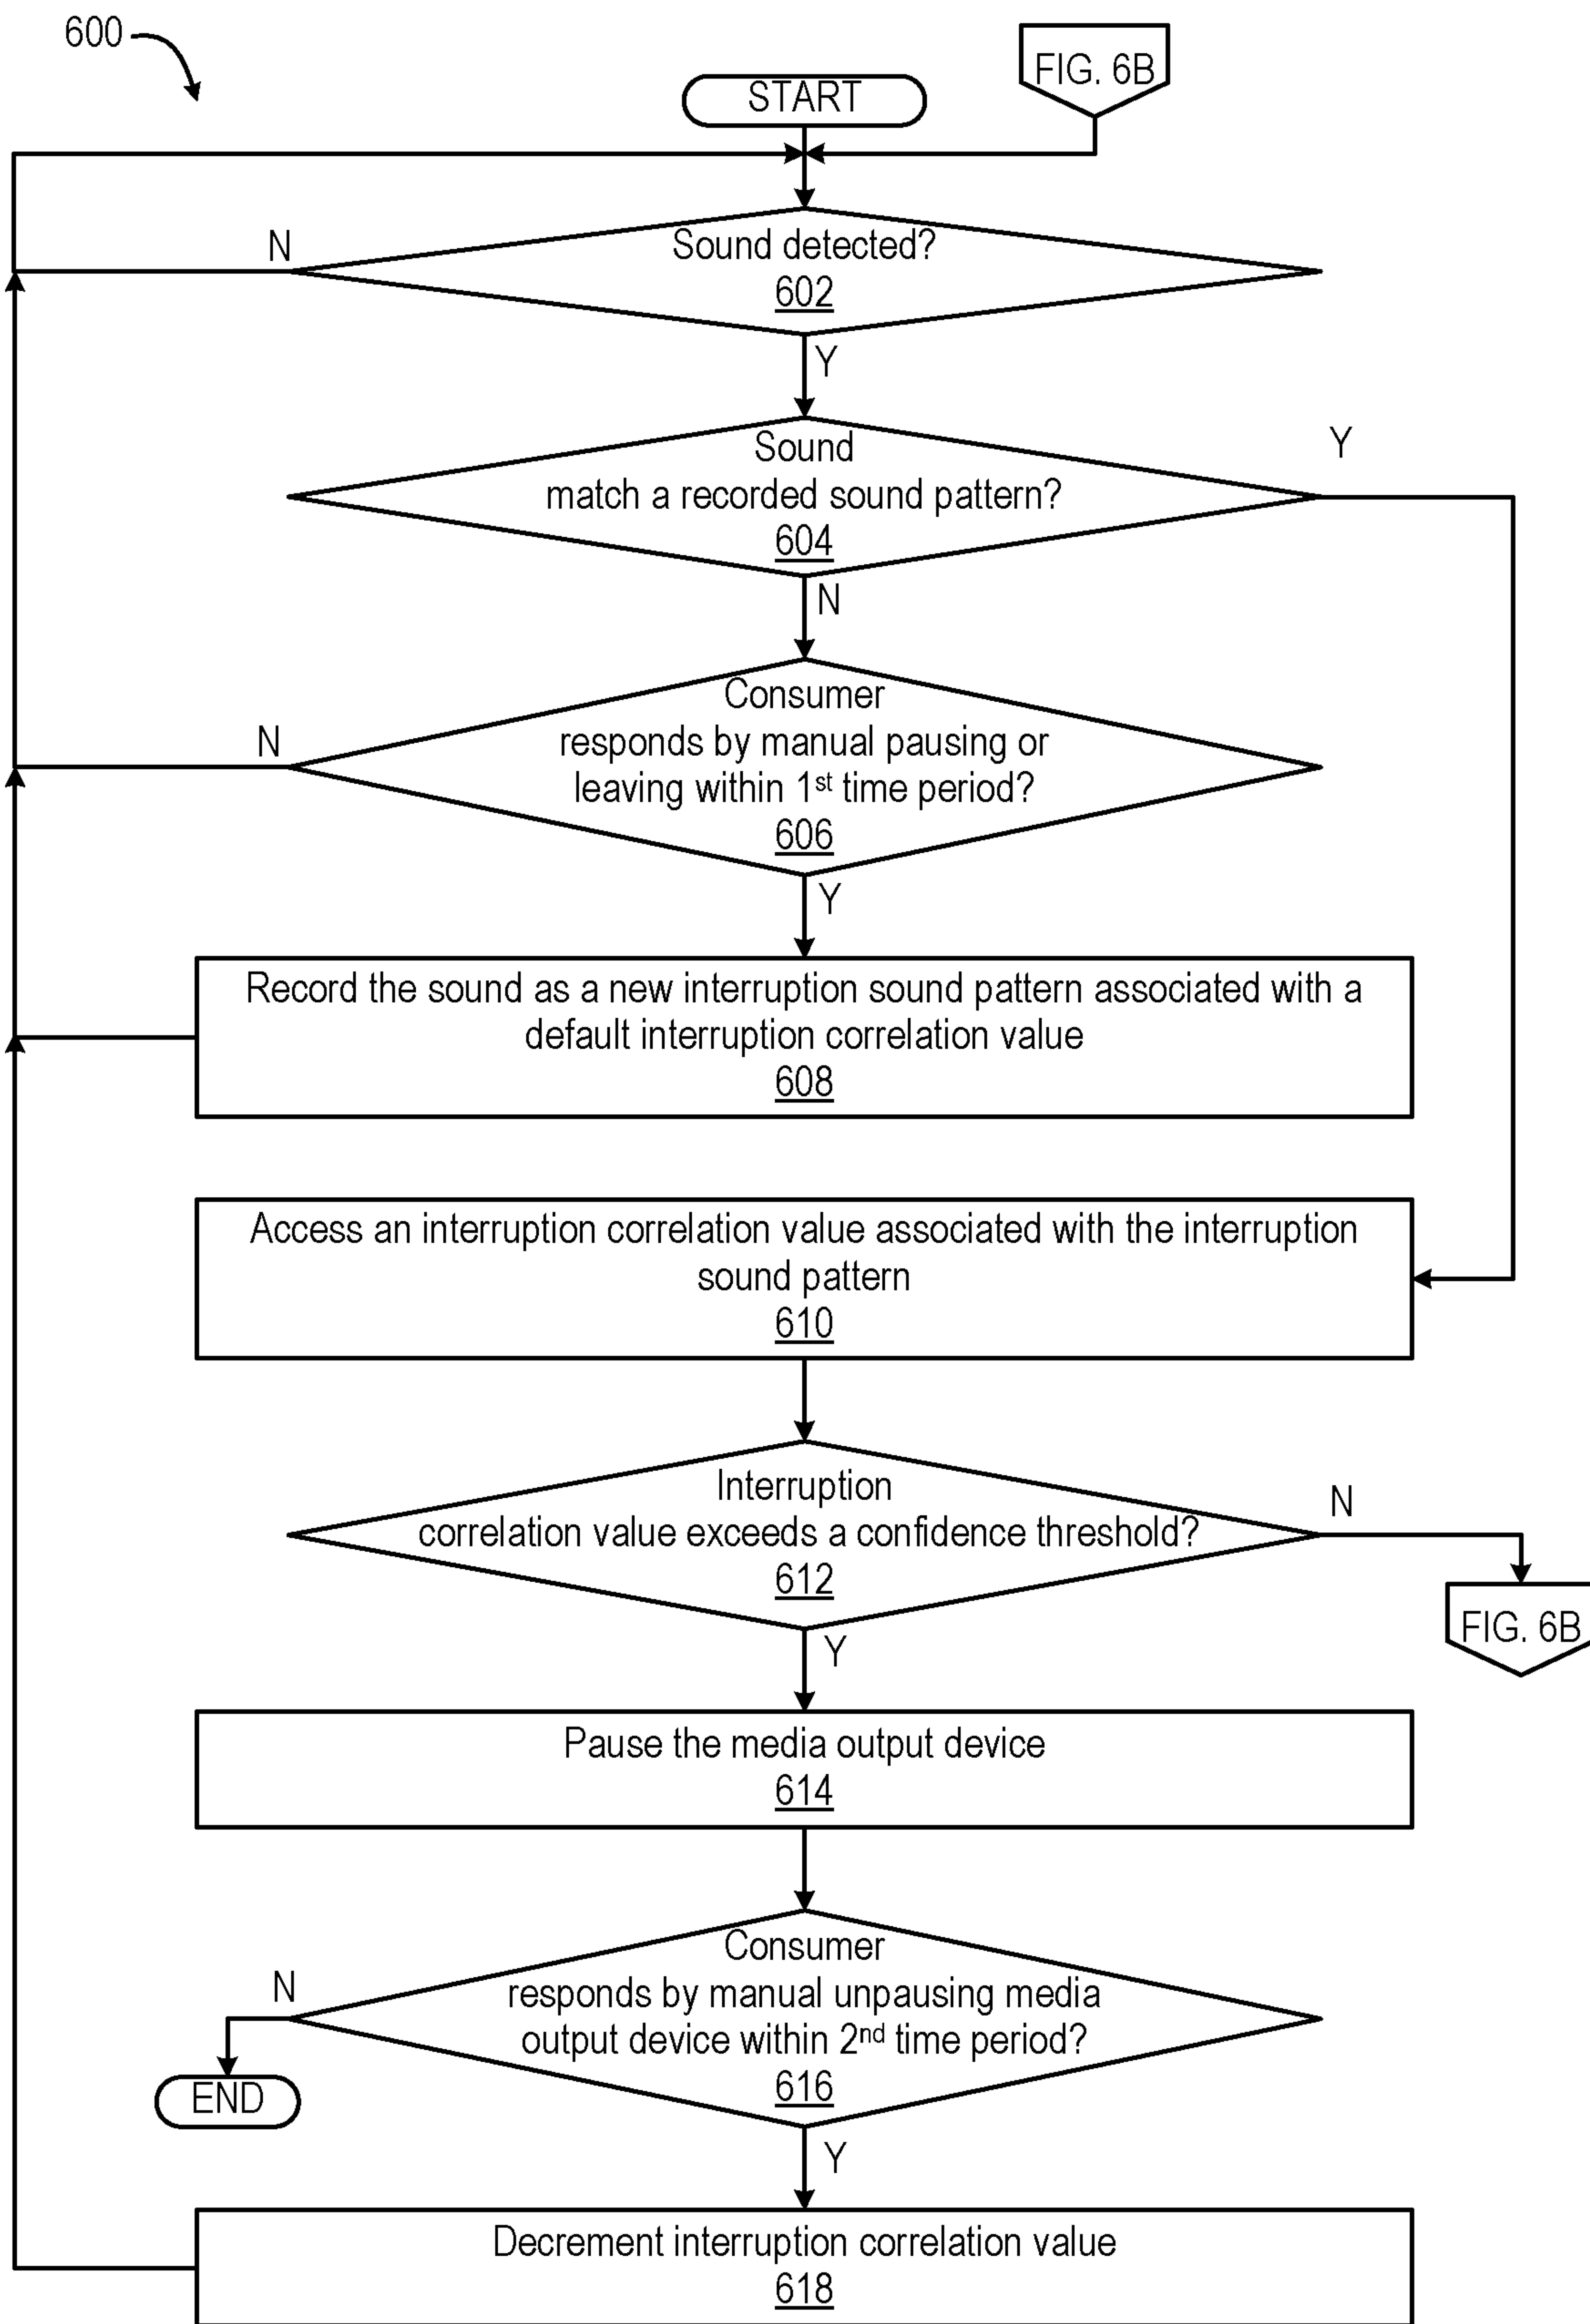 600
FIG. 6B
START
N
Sound detected?
602
Y
Sound
match a recorded sound pattern?
604
Y
N
Consumer
responds by manual pausing or
leaving within 1st time period?
606
N
Y
Record the sound as a new interruption sound pattern associated with a
default interruption correlation value
608
Access an interruption correlation value associated with the interruption
sound pattern
610
Interruption
correlation value exceeds a confidence threshold?
612
N
FIG. 6B
Y
Pause the media output device
614
Consumer
responds by manual unpausing media
output device within 2nd time period?
616
N
END
Y
Decrement interruption correlation value
618